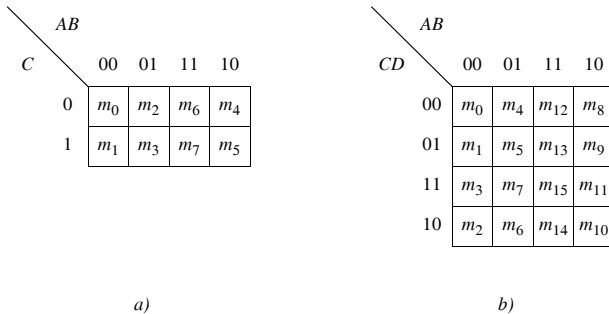 AB AB
C 00 01 11 10 CD 00 01 11 10
0 m0 m2 m6 m4 00 m0 m4 m12 m8
1 m1 m3 m7 m5 01 m1 m5 m13 m9
11 m3 m7 m15 m11
10 m2 m6 m14 m10
a) b)